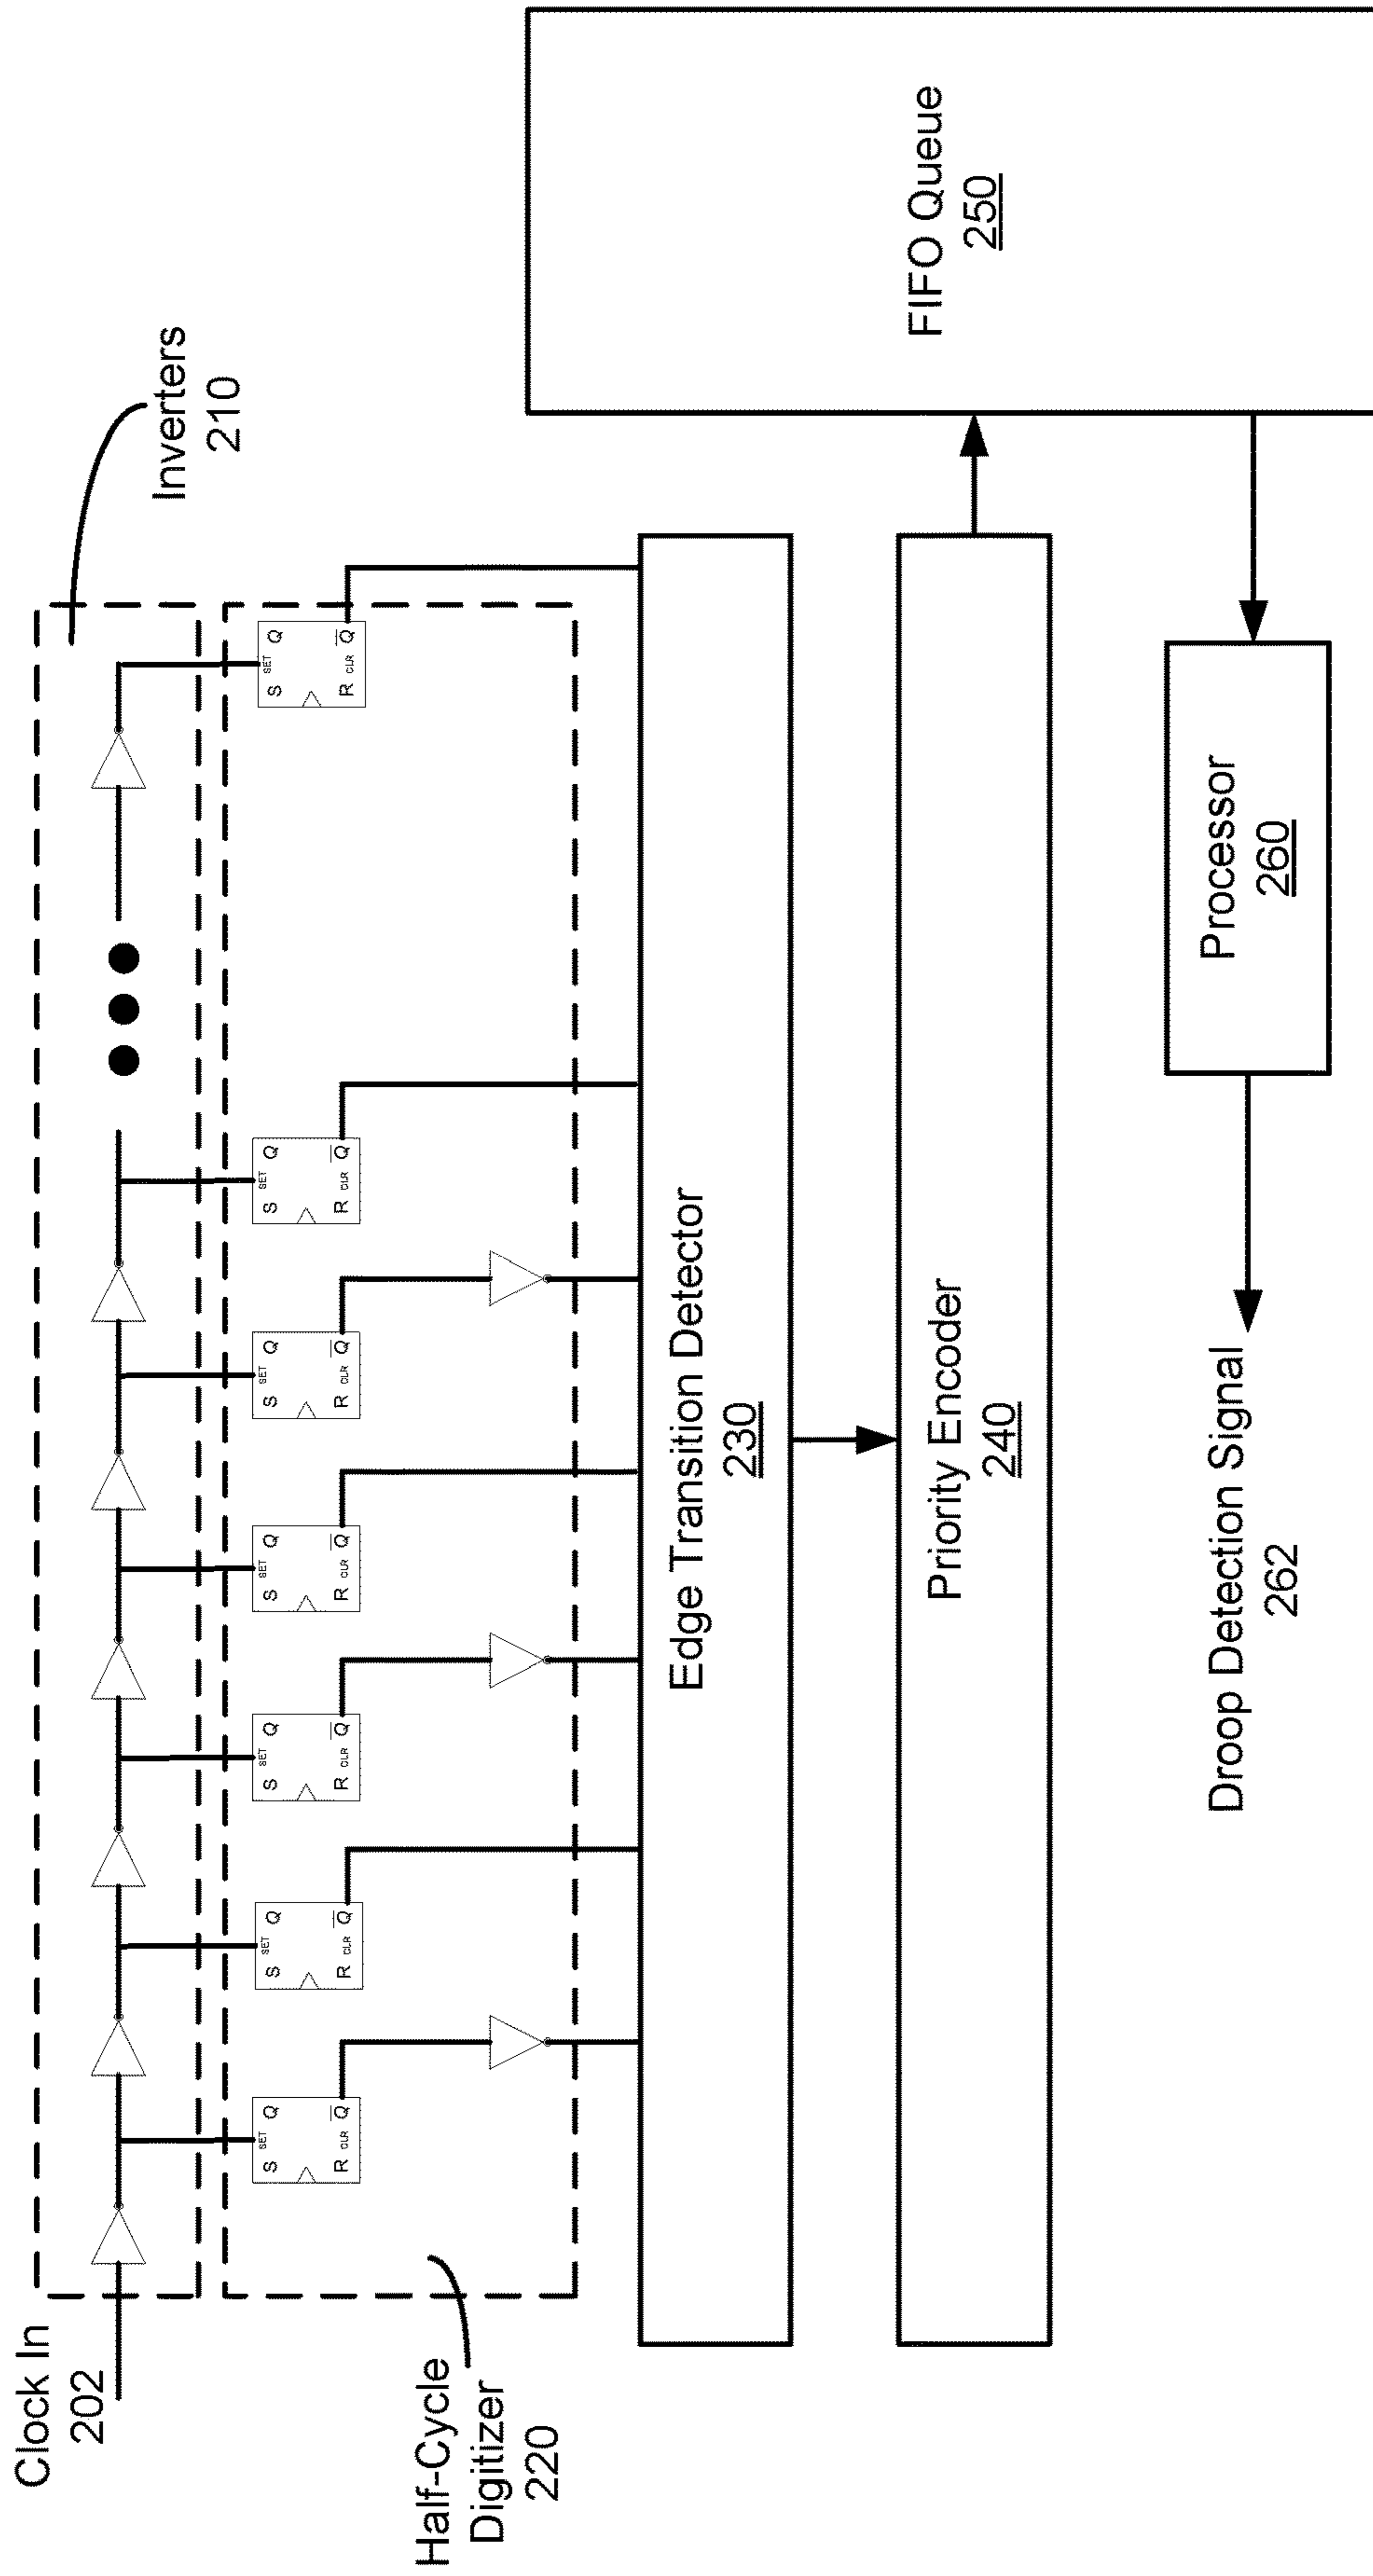 Clock In
202
Inverters
210
Half-Cycle
Digitizer
220
S SET Q
R CLR Q
S SET Q
R CLR Q
S SET Q
R CLR Q
S SET Q
R CLR Q
S SET Q
R CLR Q
S SET Q
R CLR Q
S SET Q
R CLR Q
Edge Transition Detector
230
Priority Encoder
240
FIFO Queue
250
Droop Detection Signal
262
Processor
260